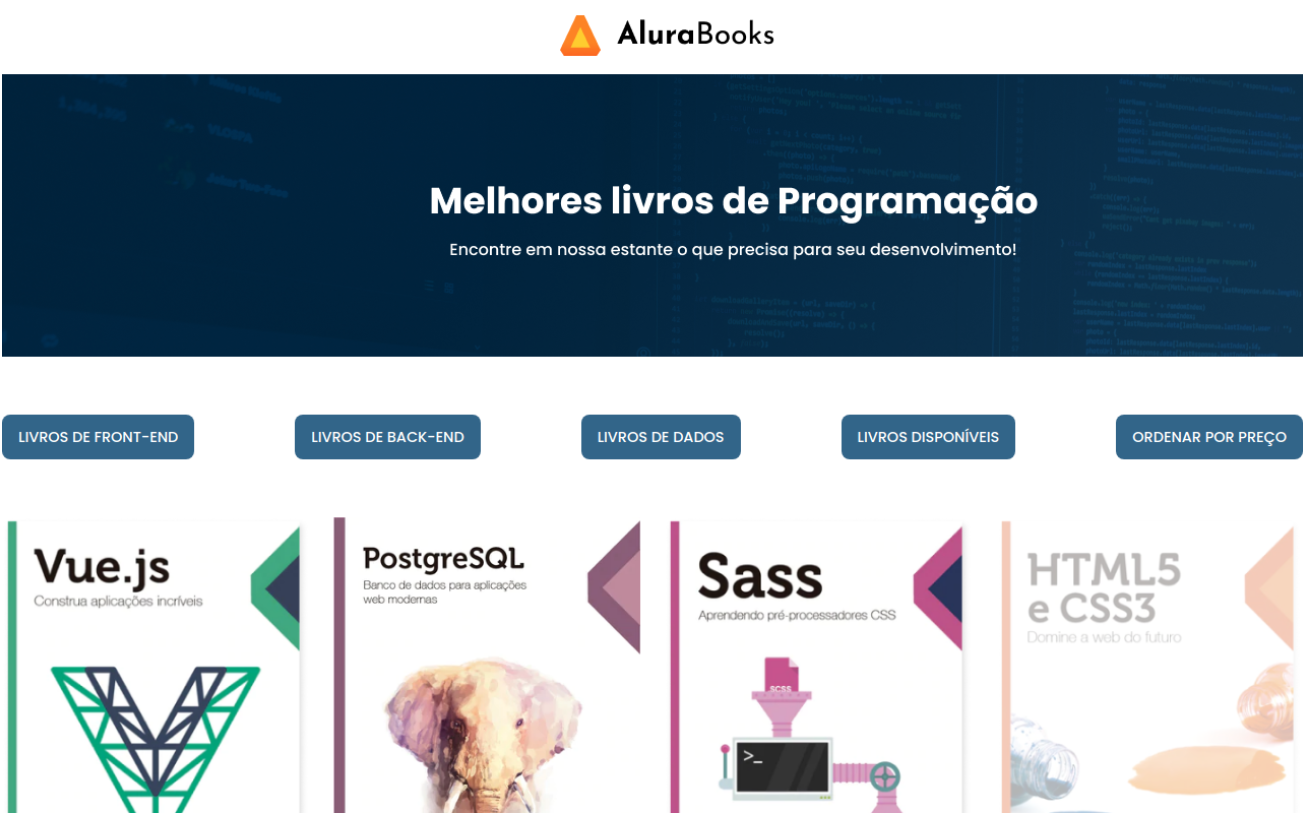 AluraBooks
Melhores livros de Programação
Encontre em nossa estante o que precisa para seu desenvolvimento!
LIVROS DE FRONT-END
LIVROS DE BACK-END
LIVROS DE DADOS
LIVROS DISPONÍVEIS
ORDENAR POR PREÇO
Vue.js
Construa aplicações incríveis
PostgreSQL
Banco de dados para aplicações
web modernas
Sass
Aprendendo pré-processadores CSS
SCSS
>_
HTML5
e CSS3
Domine a web do futuro